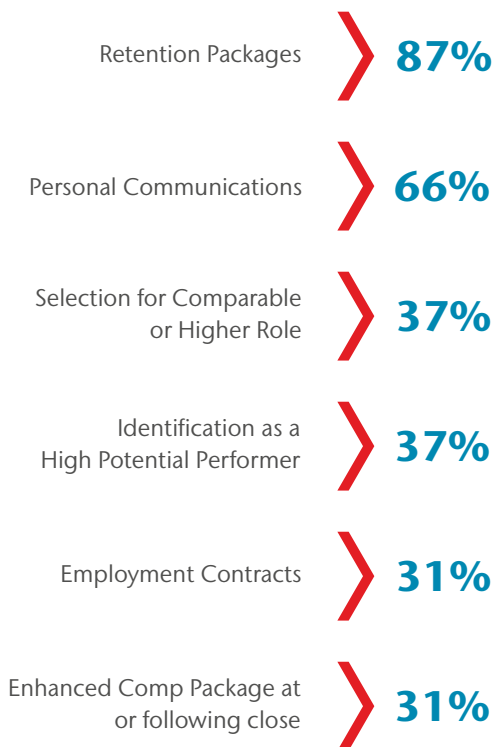 Retention Packages
87%
Personal Communications
66%
Selection for Comparable
or Higher Role
37%
Identification as a
High Potential Performer
37%
Employment Contracts
31%
Enhanced Comp Package at
or following close
31%